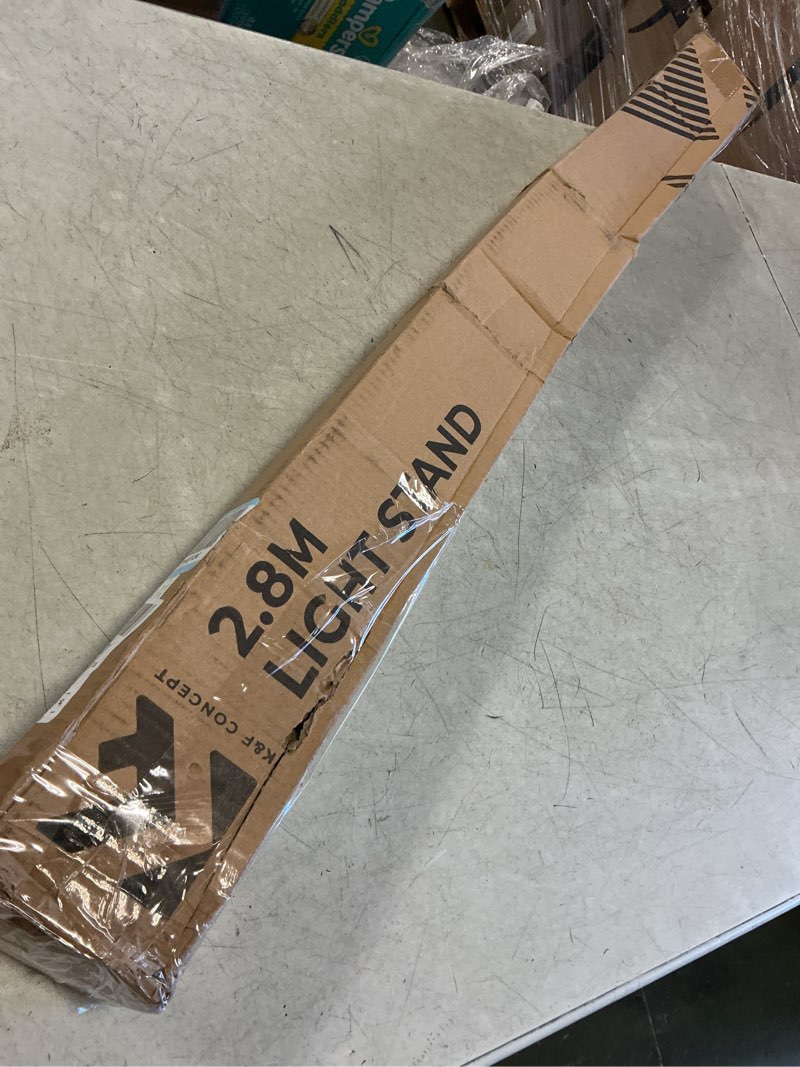 2.8M
LIGHT STAND
K&F CONCEPT